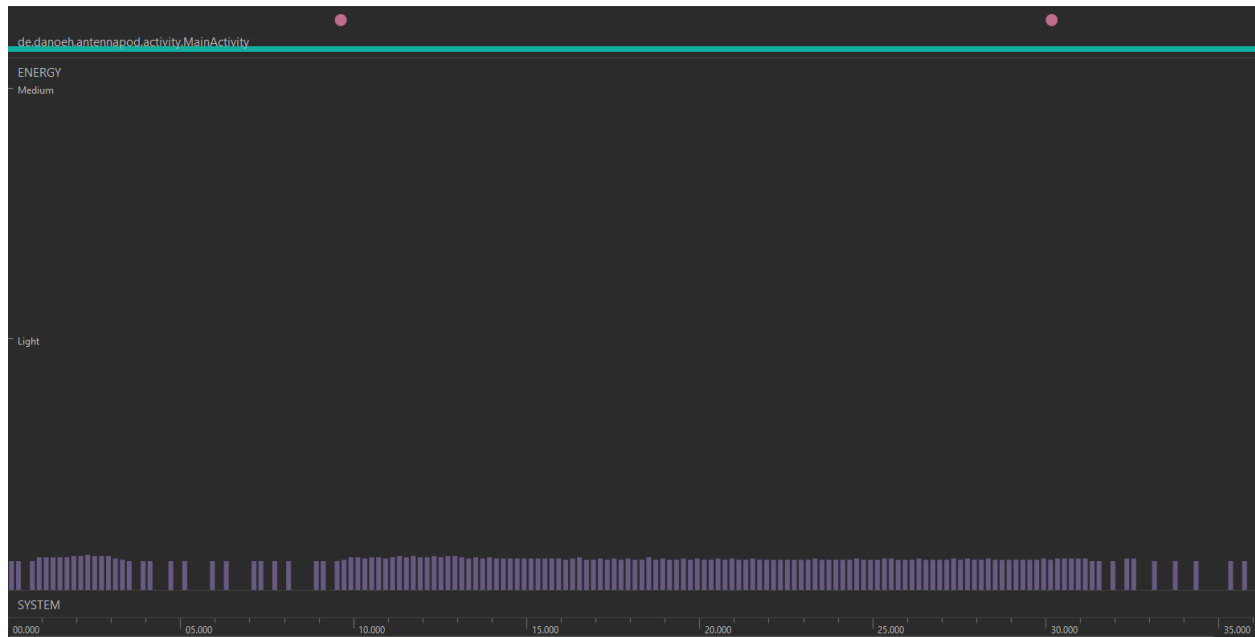 de.danoeh.antennapod.activity.MainActivity
ENERGY
Medium
Light
SYSTEM
00.000 05.000 10.000 15.000 20.000 25.000 30.000 35.000